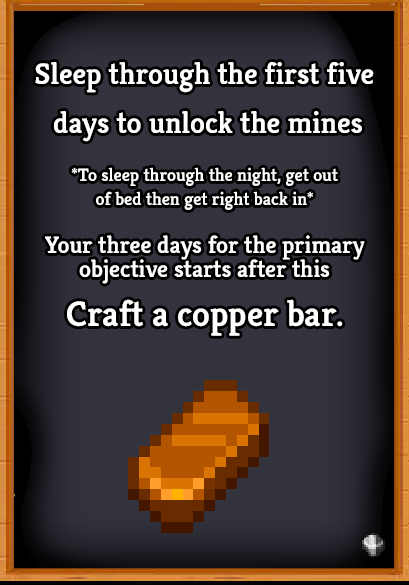 Sleep through the first five
days to unlock the mines
*To sleep through the night, get out
of bed then get right back in*
Your three days for the primary
objective starts after this
Craft a copper bar.